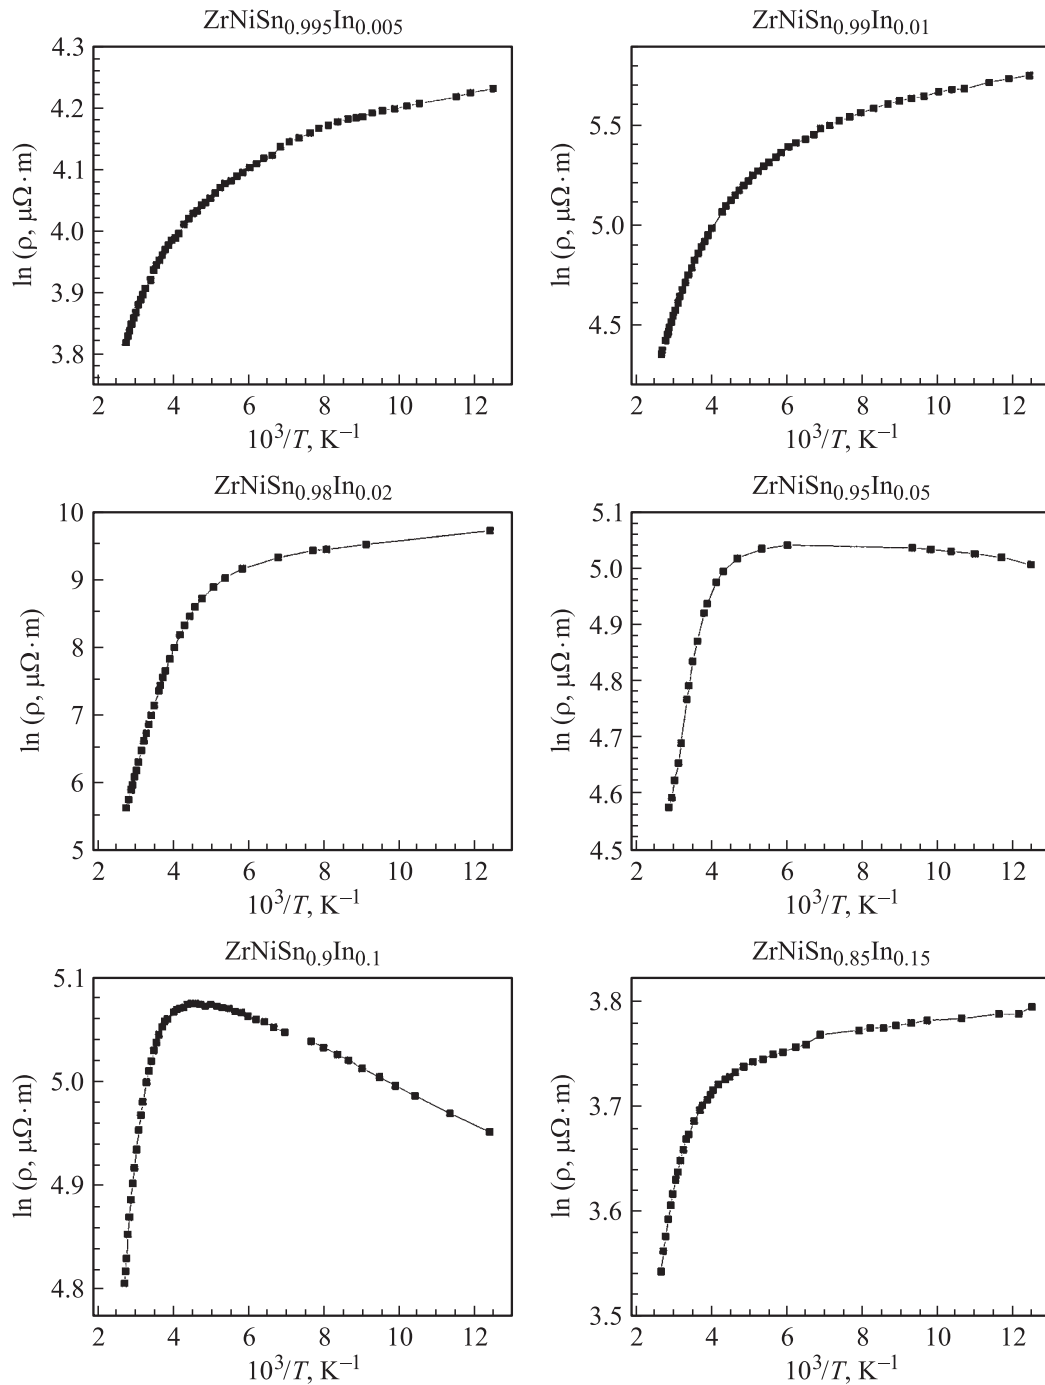 ZrNiSn0.995In0.005
ZrNiSn0.99In0.01
4.3
4.2
4.1
4.0
3.9
3.8
ln (ρ, μΩ·m)
2 4 6 8 10 12
10³/T, K⁻¹
5.5
5.0
4.5
ln (ρ, μΩ·m)
2 4 6 8 10 12
10³/T, K⁻¹
ZrNiSn0.98In0.02
ZrNiSn0.95In0.05
10
9
8
7
6
5
ln (ρ, μΩ·m)
2 4 6 8 10 12
10³/T, K⁻¹
5.1
5.0
4.9
4.8
4.7
4.6
4.5
ln (ρ, μΩ·m)
2 4 6 8 10 12
10³/T, K⁻¹
ZrNiSn0.9In0.1
ZrNiSn0.85In0.15
5.1
5.0
4.9
4.8
ln (ρ, μΩ·m)
2 4 6 8 10 12
10³/T, K⁻¹
3.8
3.7
3.6
3.5
ln (ρ, μΩ·m)
2 4 6 8 10 12
10³/T, K⁻¹